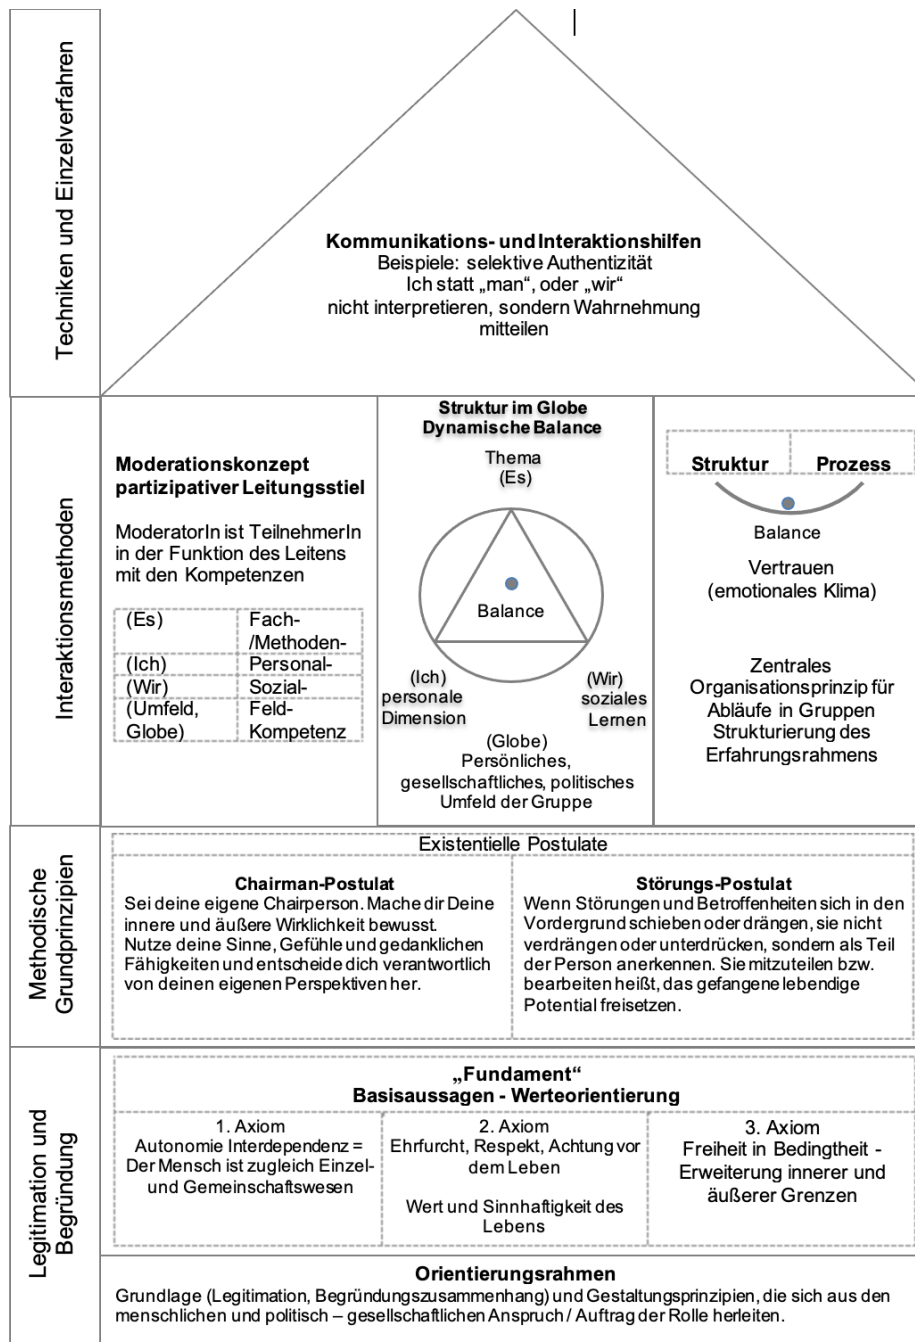 Techniken und Einzelverfahren
Kommunikations- und Interaktionshilfen
Beispiele: selektive Authentizität
Ich statt „man“, oder „wir“
nicht interpretieren, sondern Wahrnehmung
mitteilen
Interaktionsmethoden
Moderationskonzept
partizipativer Leitungsstiel
ModeratorIn ist TeilnehmerIn
in der Funktion des Leitens
mit den Kompetenzen
(Es) Fach-
/Methoden-
(Ich) Personal-
(Wir) Sozial-
(Umfeld, Feld-
Globe) Kompetenz
Struktur im Globe
Dynamische Balance
Thema
(Es)
Balance
(Ich)
personale
Dimension
(Wir)
soziales
Lernen
(Globe)
Persönliches,
gesellschaftliches, politisches
Umfeld der Gruppe
Struktur Prozess
Balance
Vertrauen
(emotionales Klima)
Zentrales
Organisationsprinzip für
Abläufe in Gruppen
Strukturierung des
Erfahrungsrahmens
Methodische
Grundprinzipien
Existentielle Postulate
Chairman-Postulat
Sei deine eigene Chairperson. Mache dir Deine
innere und äußere Wirklichkeit bewusst.
Nutze deine Sinne, Gefühle und gedanklichen
Fähigkeiten und entscheide dich verantwortlich
von deinen eigenen Perspektiven her.
Störungs-Postulat
Wenn Störungen und Betroffenheiten sich in den
Vordergrund schieben oder drängen, sie nicht
verdrängen oder unterdrücken, sondern als Teil
der Person anerkennen. Sie mitzuteilen bzw.
bearbeiten heißt, das gefangene lebendige
Potential freisetzen.
Legitimation und
Begründung
„Fundament“
Basisaussagen - Werteorientierung
1. Axiom
Autonomie Interdependenz =
Der Mensch ist zugleich Einzel-
und Gemeinschaftswesen
2. Axiom
Ehrfurcht, Respekt, Achtung vor
dem Leben
Wert und Sinnhaftigkeit des
Lebens
3. Axiom
Freiheit in Bedingtheit -
Erweiterung innerer und
äußerer Grenzen
Orientierungsrahmen
Grundlage (Legitimation, Begründungszusammenhang) und Gestaltungsprinzipien, die sich aus den
menschlichen und politisch – gesellschaftlichen Anspruch / Auftrag der Rolle herleiten.